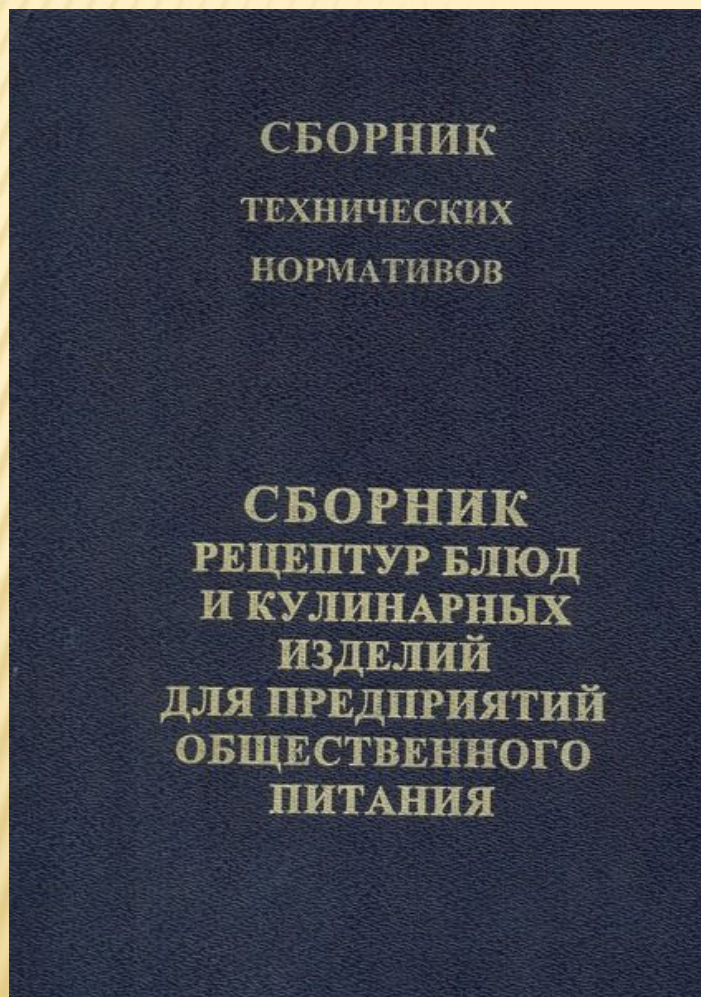 СБОРНИК
ТЕХНИЧЕСКИХ
НОРМАТИВОВ
СБОРНИК
РЕЦЕПТУР БЛЮД
И КУЛИНАРНЫХ
ИЗДЕЛИЙ
ДЛЯ ПРЕДПРИЯТИЙ
ОБЩЕСТВЕННОГО
ПИТАНИЯ